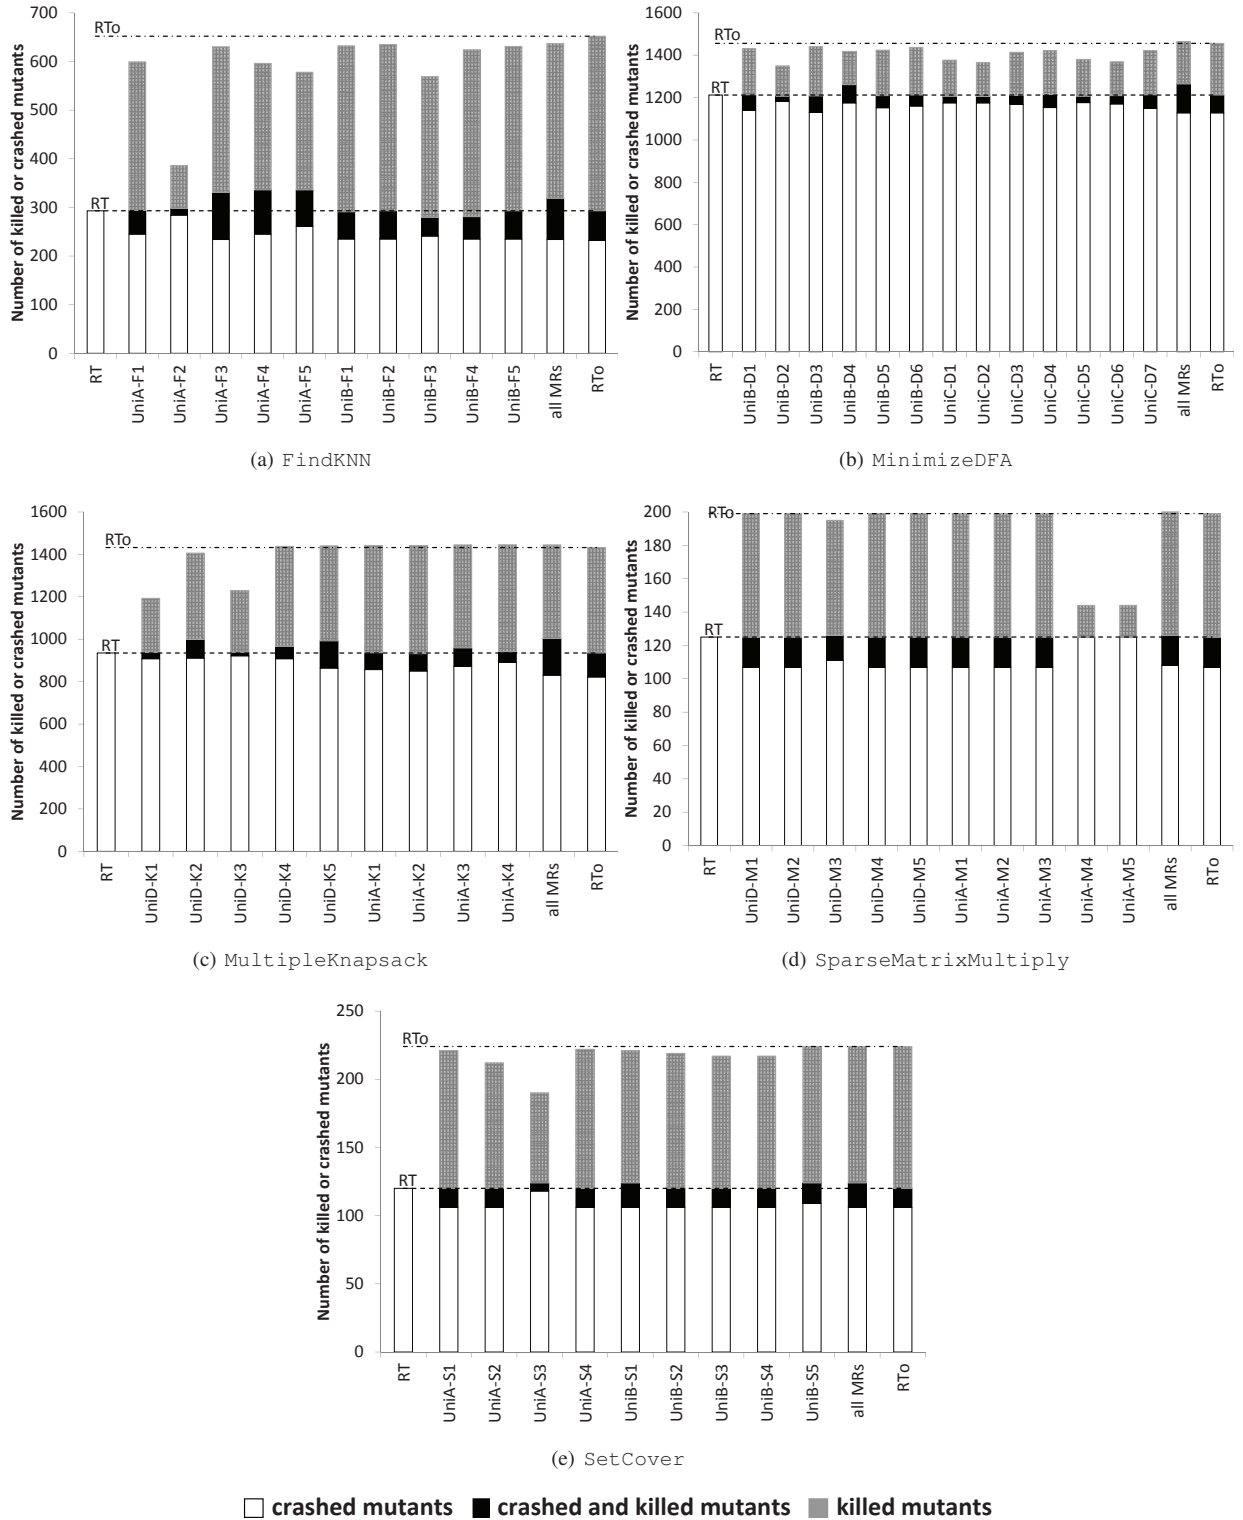 Number of killed or crashed mutants
700
600
500
400
300
200
100
0
RTo
RT
RT
UniA-F1
UniA-F2
UniA-F3
UniA-F4
UniA-F5
UniB-F1
UniB-F2
UniB-F3
UniB-F4
UniB-F5
all MRs
RTo
(a) FindKNN
Number of killed or crashed mutants
1600
1400
1200
1000
800
600
400
200
0
RTo
RT
RT
UniB-D1
UniB-D2
UniB-D3
UniB-D4
UniB-D5
UniB-D6
UniC-D1
UniC-D2
UniC-D3
UniC-D4
UniC-D5
UniC-D6
UniC-D7
all MRs
RTo
(b) MinimizeDFA
Number of killed or crashed mutants
1600
1400
1200
1000
800
600
400
200
0
RTo
RT
RT
UniD-K1
UniD-K2
UniD-K3
UniD-K4
UniD-K5
UniA-K1
UniA-K2
UniA-K3
UniA-K4
all MRs
RTo
(c) MultipleKnapsack
Number of killed or crashed mutants
200
180
160
140
120
100
80
60
40
20
0
RTo
RT
RT
UniD-M1
UniD-M2
UniD-M3
UniD-M4
UniD-M5
UniA-M1
UniA-M2
UniA-M3
UniA-M4
UniA-M5
all MRs
RTo
(d) SparseMatrixMultiply
Number of killed or crashed mutants
250
200
150
100
50
0
RTo
RT
RT
UniA-S1
UniA-S2
UniA-S3
UniA-S4
UniB-S1
UniB-S2
UniB-S3
UniB-S4
UniB-S5
all MRs
RTo
(e) SetCover
crashed mutants
crashed and killed mutants
killed mutants